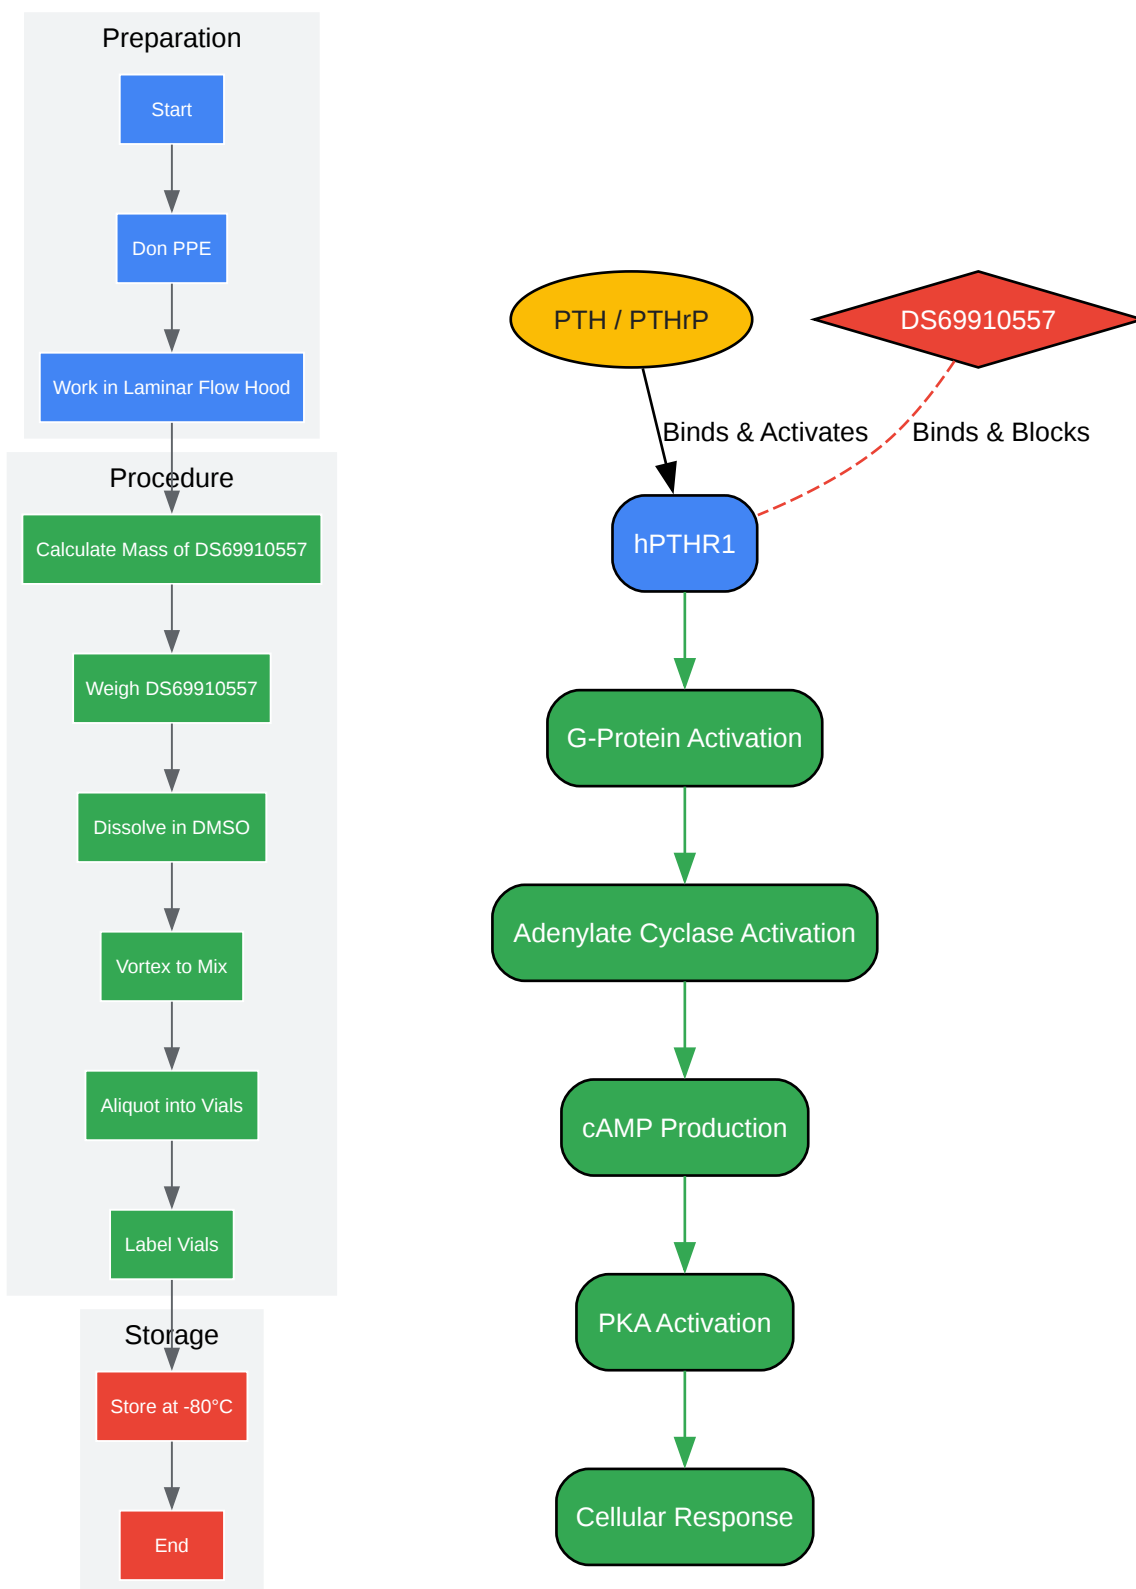 Preparation
Start
Don PPE
Work in Laminar Flow Hood
Procedure
Calculate Mass of DS69910557
Weigh DS69910557
Dissolve in DMSO
Vortex to Mix
Aliquot into Vials
Label Vials
Storage
Store at -80°C
End
PTH / PTHrP
DS69910557
Binds & Activates
Binds & Blocks
hPTHR1
G-Protein Activation
Adenylate Cyclase Activation
cAMP Production
PKA Activation
Cellular Response